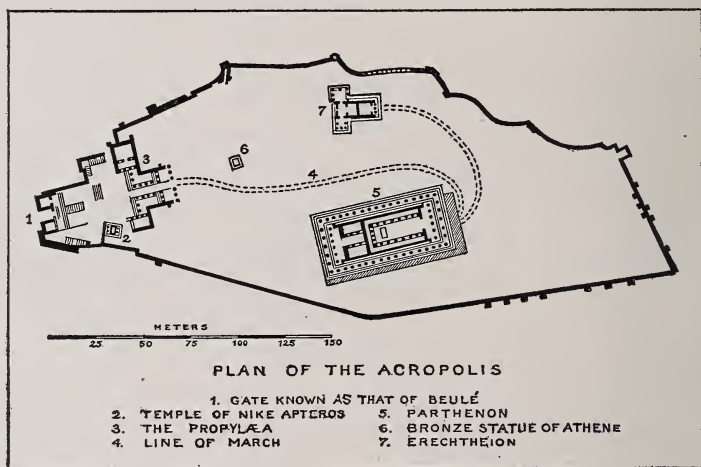 7
6
3
4
5
1
2
METERS
25 50 75 100 125 150
PLAN OF THE ACROPOLIS
1. GATE KNOWN AS THAT OF BEULÉ
2. TEMPLE OF NIKE APTEROS 5. PARTHENON
3. THE PROPYLÆA 6. BRONZE STATUE OF ATHENE
4. LINE OF MARCH 7. ERECHTHEION